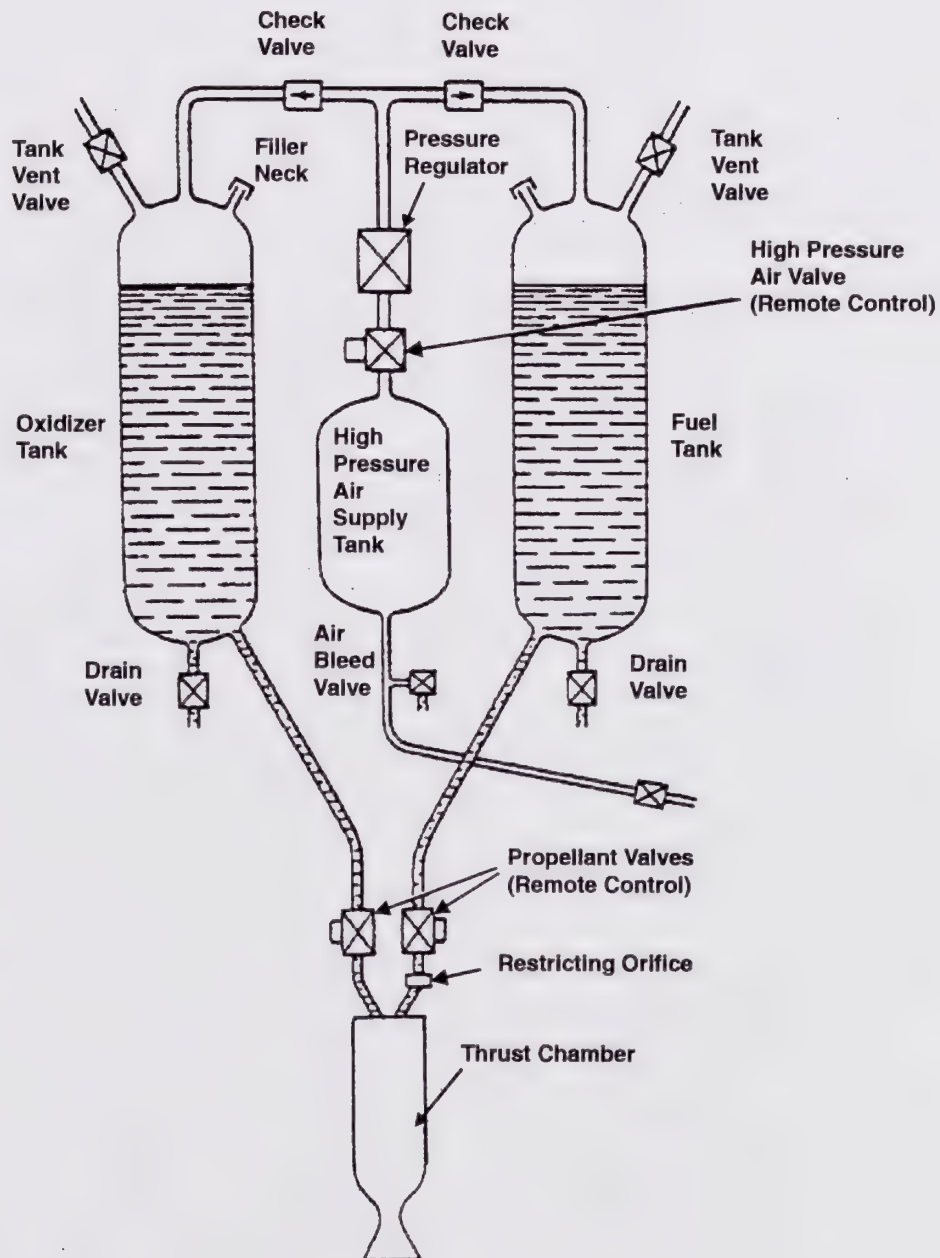 Check
Valve
Check
Valve
Tank
Vent
Valve
Filler
Neck
Pressure
Regulator
Tank
Vent
Valve
High Pressure
Air Valve
(Remote Control)
Oxidizer
Tank
High
Pressure
Air
Supply
Tank
Fuel
Tank
Drain
Valve
Air
Bleed
Valve
Drain
Valve
Propellant Valves
(Remote Control)
Restricting Orifice
Thrust Chamber